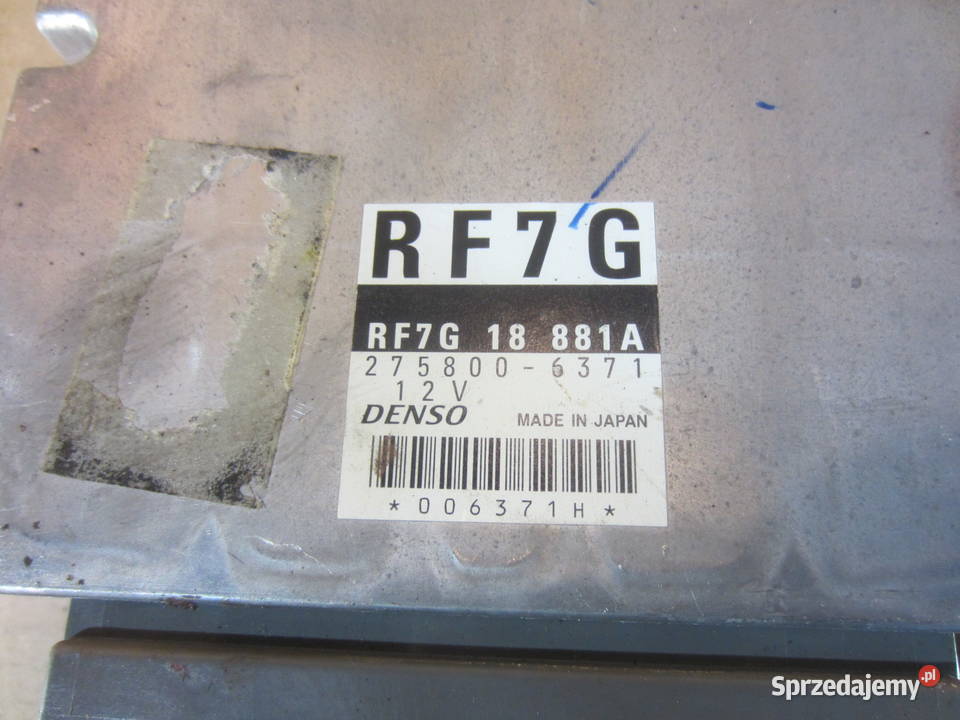 RF7G
RF7G 18 881A
275800-6371
12V
DENSO MADE IN JAPAN
*006371H*
Sprzedajemy.pl